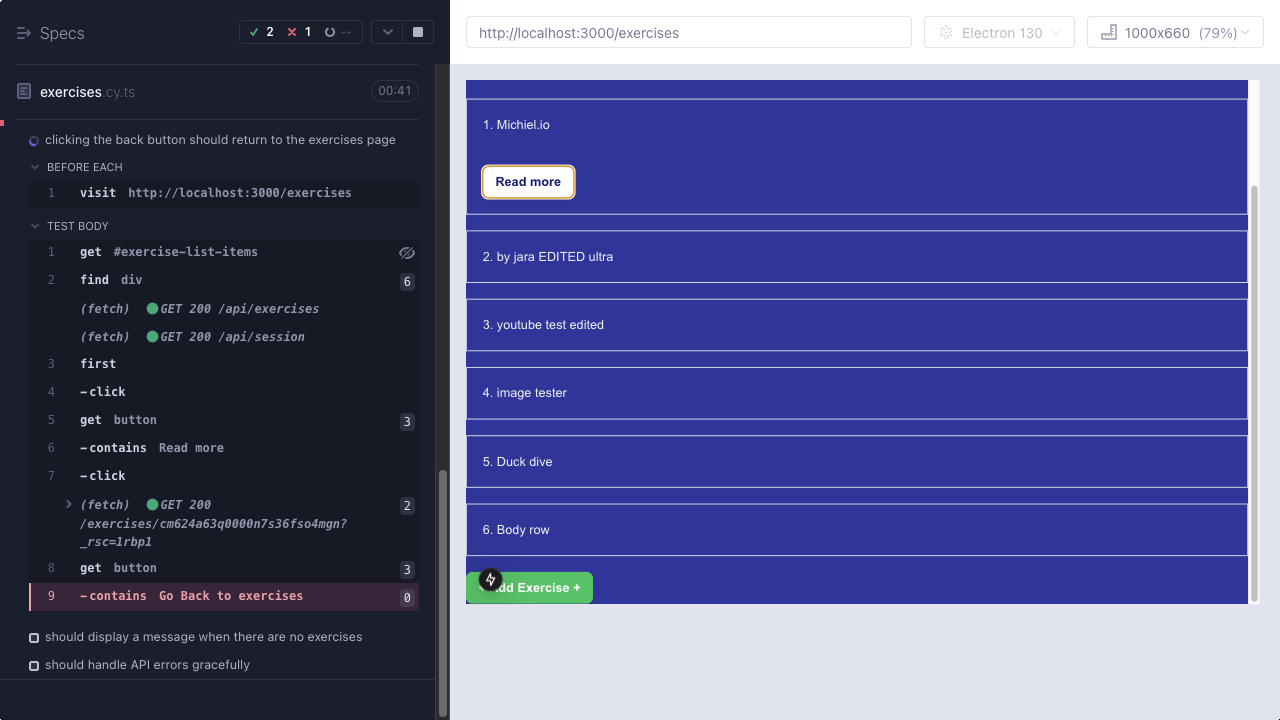 Specs
2
1
--
exercises.cy.ts
00:41
clicking the back button should return to the exercises page
BEFORE EACH
1 visit http://localhost:3000/exercises
TEST BODY
1 get #exercise-list-items
2 find div 6
(fetch) GET 200 /api/exercises
(fetch) GET 200 /api/session
3 first
4 -click
5 get button 3
6 -contains Read more
7 -click
(fetch) GET 200 2
/exercises/cm624a63q0000n7s36fso4mgn?
_rsc=1rbp1
8 get button 3
9 -contains Go Back to exercises 0
should display a message when there are no exercises
should handle API errors gracefully
http://localhost:3000/exercises
Electron 130
1000x660 (79%)
1. Michiel.io
Read more
2. by jara EDITED ultra
3. youtube test edited
4. image tester
5. Duck dive
6. Body row
dd Exercise +